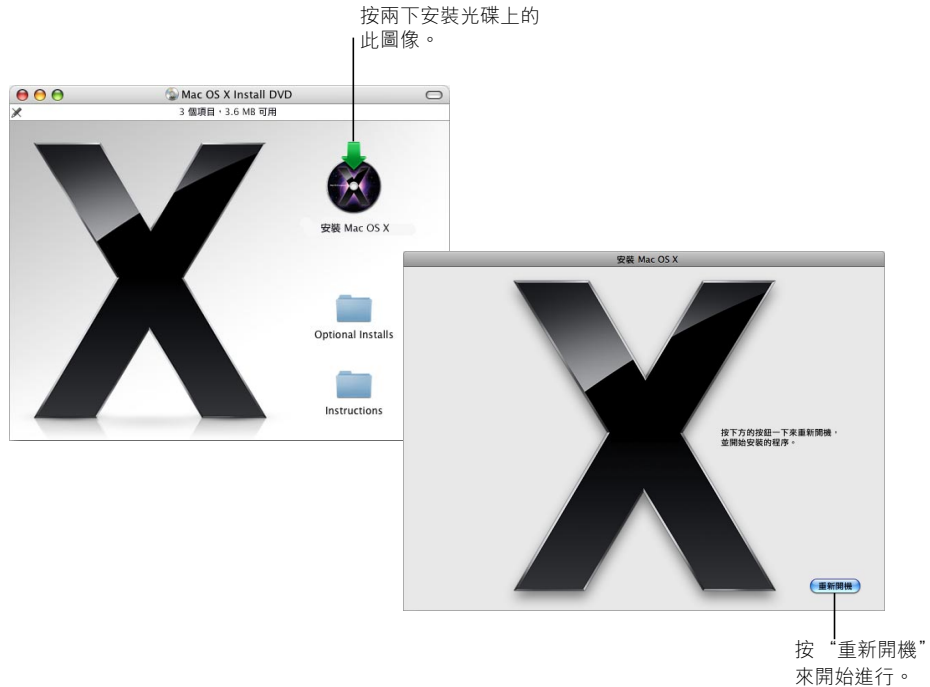 按兩下安裝光碟上的
此圖像。
Mac OS X Install DVD
3 個項目，3.6 MB 可用
安裝 Mac OS X
Optional Installs
Instructions
安裝 Mac OS X
按下方的按鈕一下來重新開機，
並開始安裝的程序。
重新開機
按 “重新開機”
來開始進行。